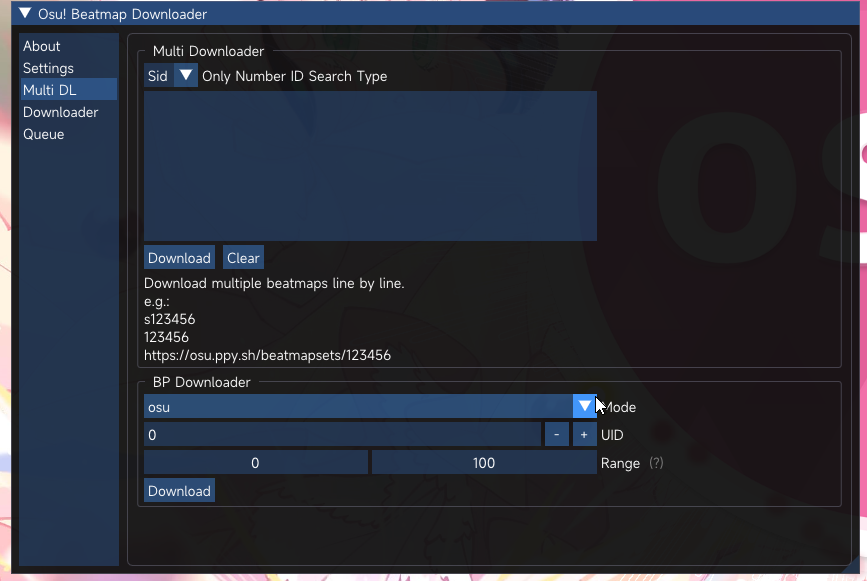 Osu! Beatmap Downloader
About
Settings
Multi DL
Downloader
Queue
Multi Downloader
Sid Only Number ID Search Type
Download Clear
Download multiple beatmaps line by line.
e.g.:
s123456
123456
https://osu.ppy.sh/beatmapsets/123456
BP Downloader
osu Mode
0 - + UID
0 100 Range (?)
Download
os